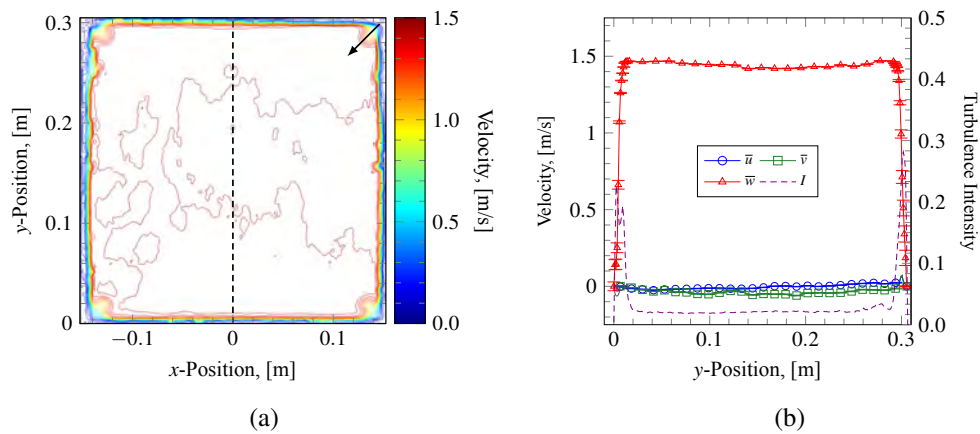 0.3
0.2
0.1
0
y-Position, [m]
−0.1
0
0.1
x-Position, [m]
1.5
1.0
0.5
0.0
Velocity, [m/s]
(a)
1.5
1
0.5
0
Velocity, [m/s]
u̅ v̅
w̅ I
0
0.1
0.2
0.3
y-Position, [m]
0.5
0.4
0.3
0.2
0.1
0.0
Turbulence Intensity
(b)